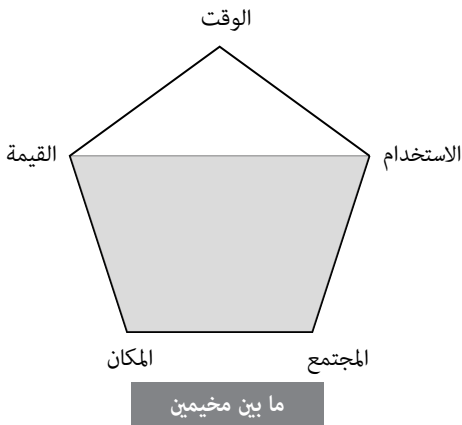 الوقت
الاستخدام
القيمة
المجتمع
المكان
ما بين مخيمين